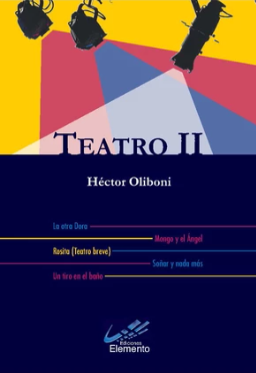 TEATRO II
Héctor Oliboni
La otra Dora
Mongo y el Ángel
Rosita (Teatro breve)
Soñar y nada más
Un tiro en el baño
Ediciones
Elemento